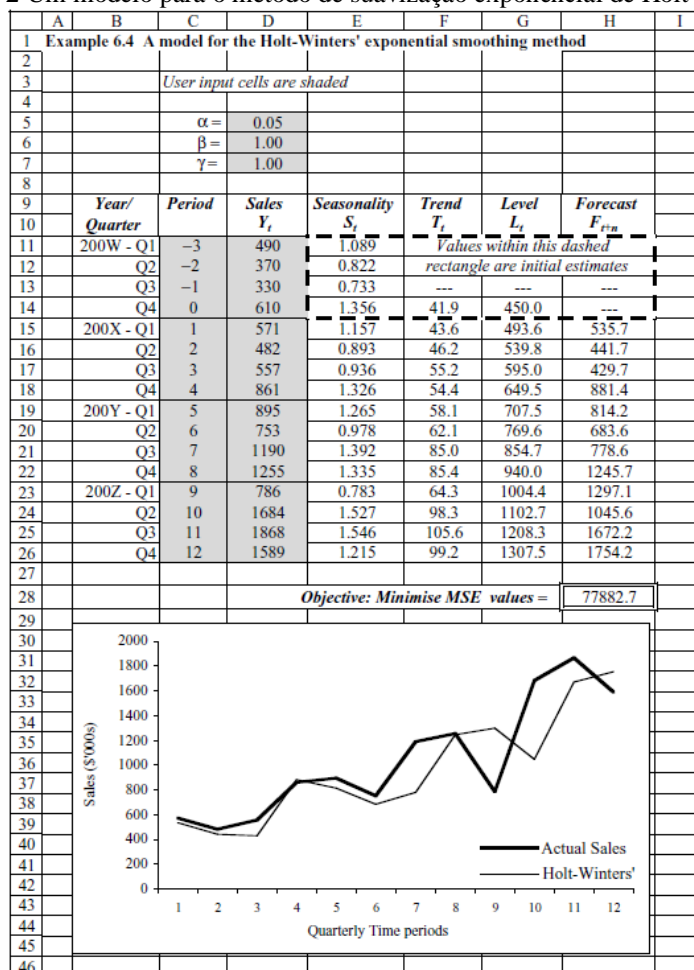 2 Um modelo para o método de suavização exponencial de Holt
A B C D E F G H I
1 Example 6.4 A model for the Holt-Winters' exponential smoothing method
2
3 User input cells are shaded
4
5 α = 0.05
6 β = 1.00
7 γ = 1.00
8
9 Year/ Period Sales Seasonality Trend Level Forecast
10 Quarter Yt St Tt Lt Ft+n
11 200W - Q1 −3 490 1.089 Values within this dashed
12 Q2 −2 370 0.822 rectangle are initial estimates
13 Q3 −1 330 0.733 --- --- ---
14 Q4 0 610 1.356 41.9 450.0 ---
15 200X - Q1 1 571 1.157 43.6 493.6 535.7
16 Q2 2 482 0.893 46.2 539.8 441.7
17 Q3 3 557 0.936 55.2 595.0 429.7
18 Q4 4 861 1.326 54.4 649.5 881.4
19 200Y - Q1 5 895 1.265 58.1 707.5 814.2
20 Q2 6 753 0.978 62.1 769.6 683.6
21 Q3 7 1190 1.392 85.0 854.7 778.6
22 Q4 8 1255 1.335 85.4 940.0 1245.7
23 200Z - Q1 9 786 0.783 64.3 1004.4 1297.1
24 Q2 10 1684 1.527 98.3 1102.7 1045.6
25 Q3 11 1868 1.546 105.6 1208.3 1672.2
26 Q4 12 1589 1.215 99.2 1307.5 1754.2
27
28 Objective: Minimise MSE values = 77882.7
29
30
31
32
33
34
35
36
37
38
39
40
41
42
43
44
45
46
2000
1800
1600
1400
1200
1000
800
600
400
200
0
Sales ($'000s)
Actual Sales
Holt-Winters'
1 2 3 4 5 6 7 8 9 10 11 12
Quarterly Time periods